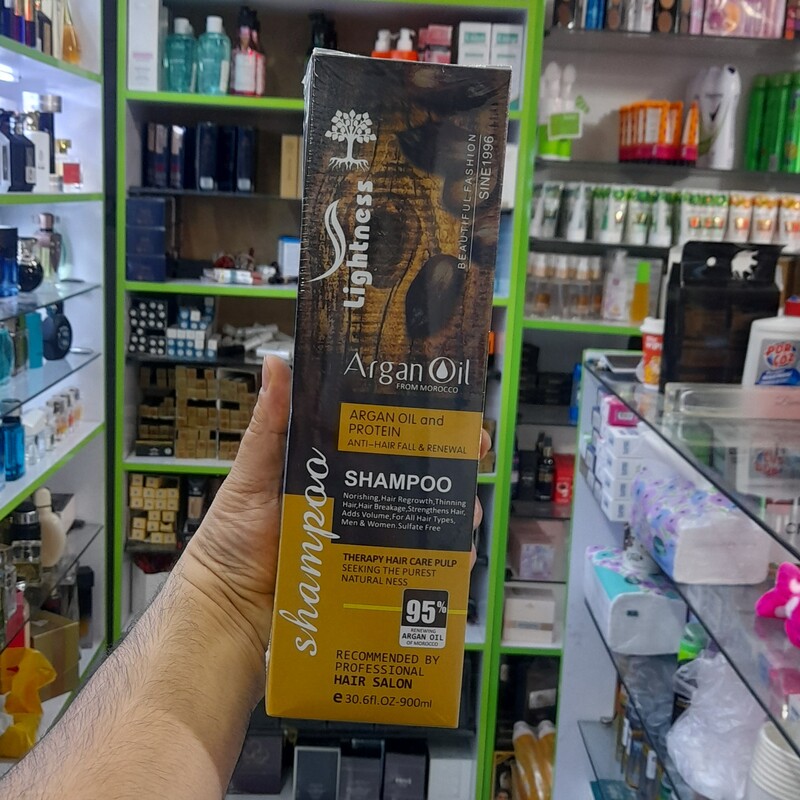 Lightness
BEAUTIFUL FASHION
SINE1996
Argan Oil
FROM MOROCCO
ARGAN OIL and
PROTEIN
ANTI-HAIR FALL & RENEWAL
shampoo
SHAMPOO
Norishing,Hair Regrowth,Thinning
Hair,Hair Breakage,Strengthens Hair,
Adds Volume,For All Hair Types,
Men & Women.Sulfate Free
THERAPY HAIR CARE PULP
SEEKING THE PUREST
NATURAL NESS
95%
RENEWING
ARGAN OIL
OF MOROCCO
RECOMMENDED BY
PROFESSIONAL
HAIR SALON
e 30.6fl.OZ-900ml